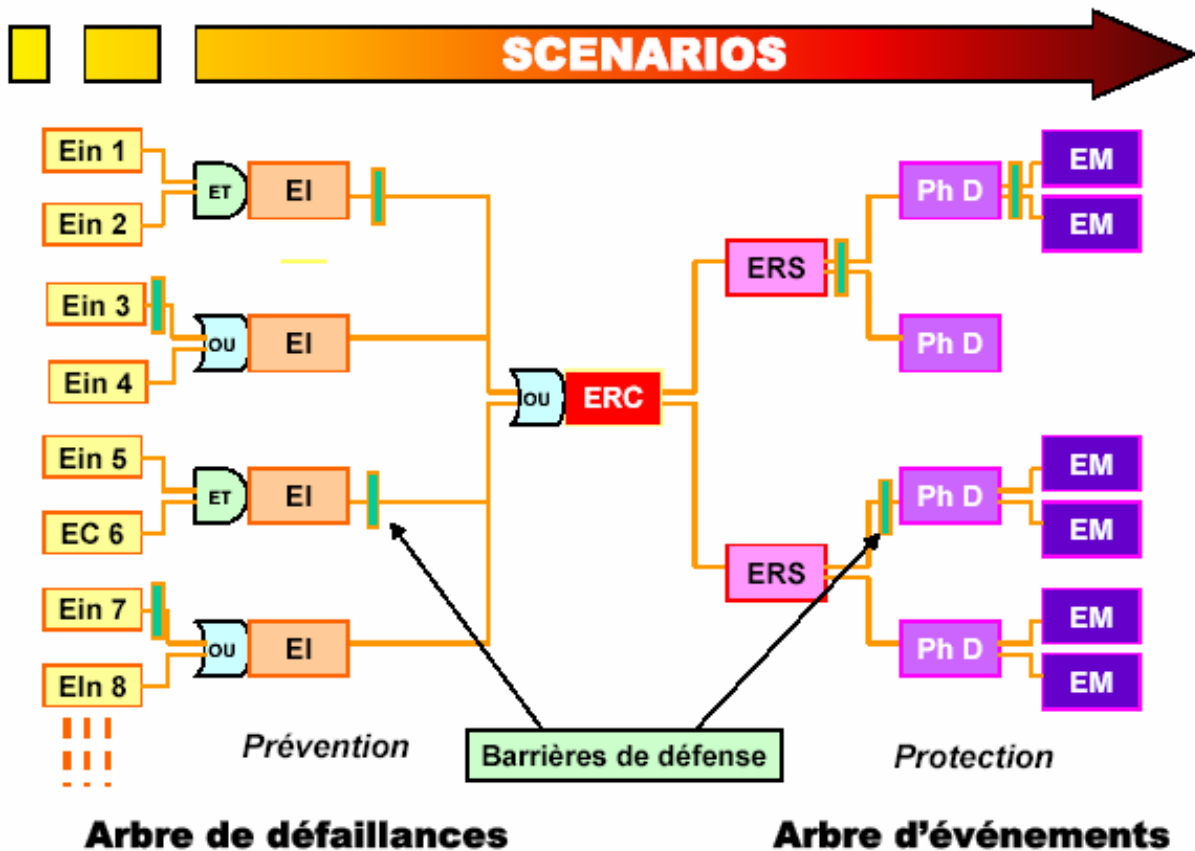 SCENARIOS
Ein 1
Ein 2
ET
EI
Ein 3
Ein 4
OU
EI
Ein 5
EC 6
ET
EI
Ein 7
EIn 8
OU
EI
OU
ERC
ERS
ERS
Ph D
Ph D
Ph D
Ph D
EM
EM
EM
EM
EM
EM
Prévention
Barrières de défense
Protection
Arbre de défaillances
Arbre d'événements